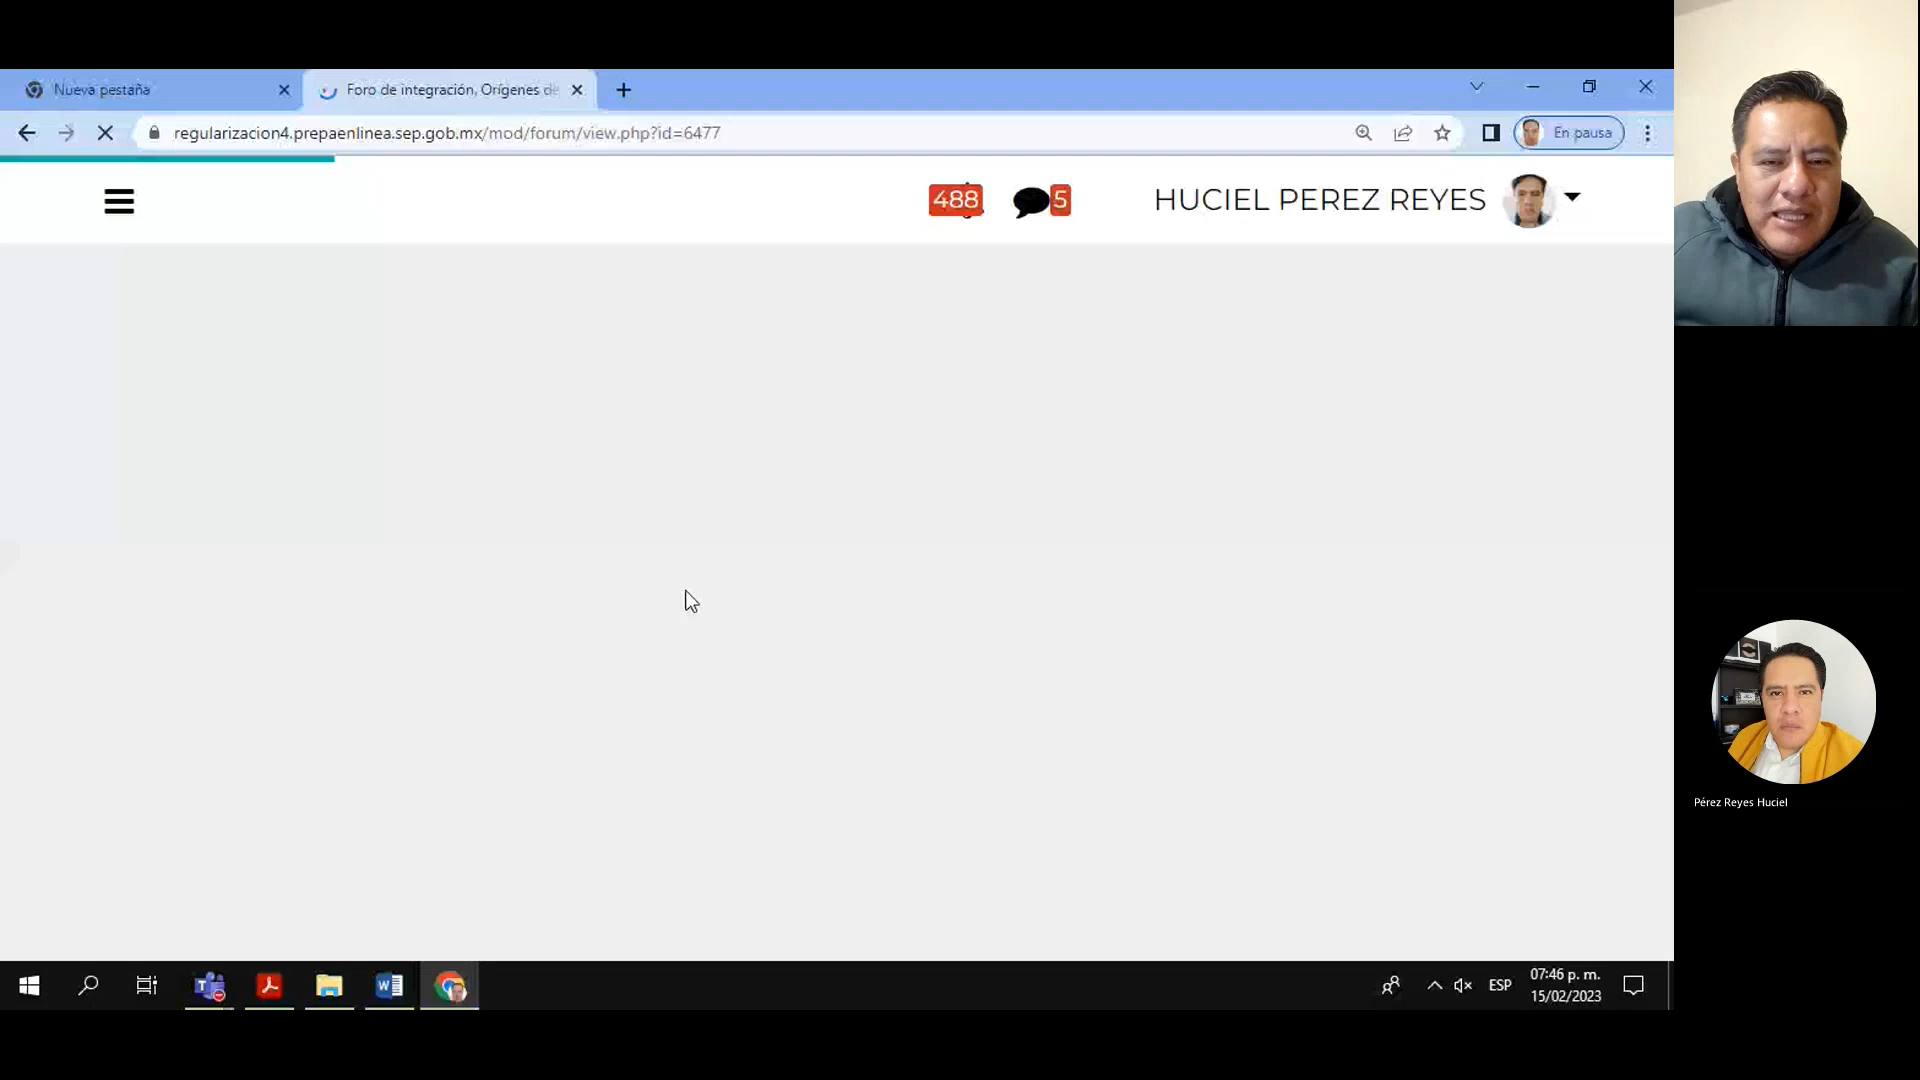 Nueva pestaña
Foro de integración, Orígenes de
regularizacion4.prepaenlinea.sep.gob.mx/mod/forum/view.php?id=6477
En pausa
488
5
HUCIEL PEREZ REYES
Pérez Reyes Huciel
ESP
07:46 p. m.
15/02/2023